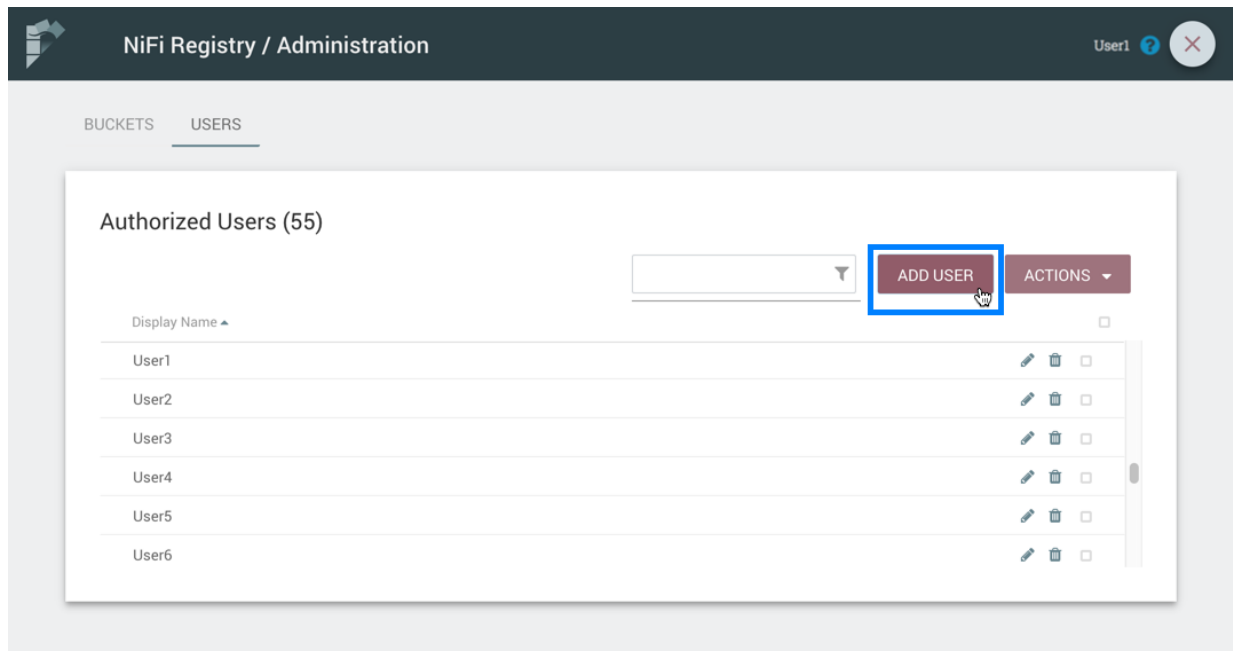 NiFi Registry / Administration
User1 ?
BUCKETS USERS
Authorized Users (55)
ADD USER ACTIONS
Display Name
User1
User2
User3
User4
User5
User6